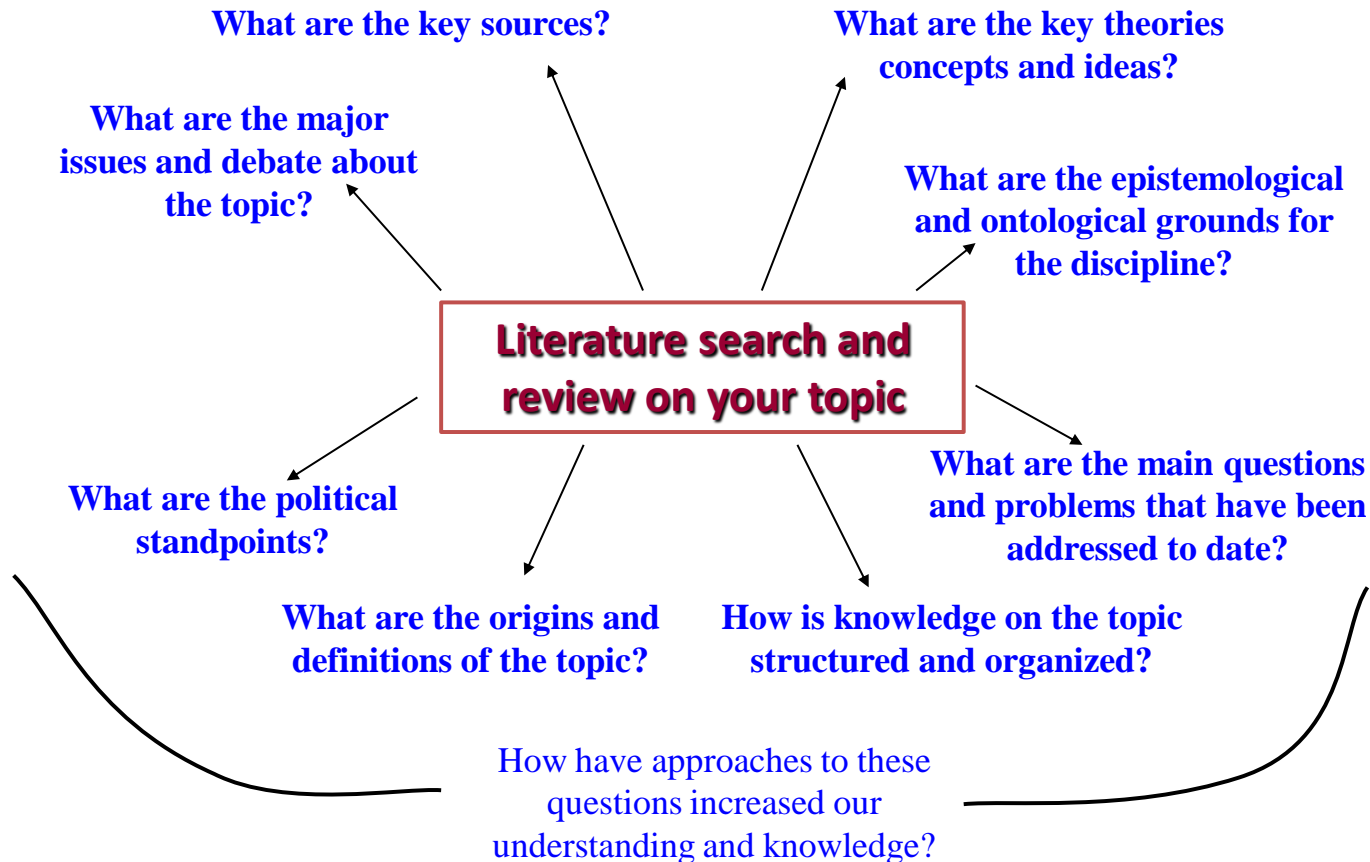 What are the key sources?
What are the key theories
concepts and ideas?
What are the major
issues and debate about
the topic?
What are the epistemological
and ontological grounds for
the discipline?
Literature search and
review on your topic
What are the political
standpoints?
What are the main questions
and problems that have been
addressed to date?
What are the origins and
definitions of the topic?
How is knowledge on the topic
structured and organized?
How have approaches to these
questions increased our
understanding and knowledge?